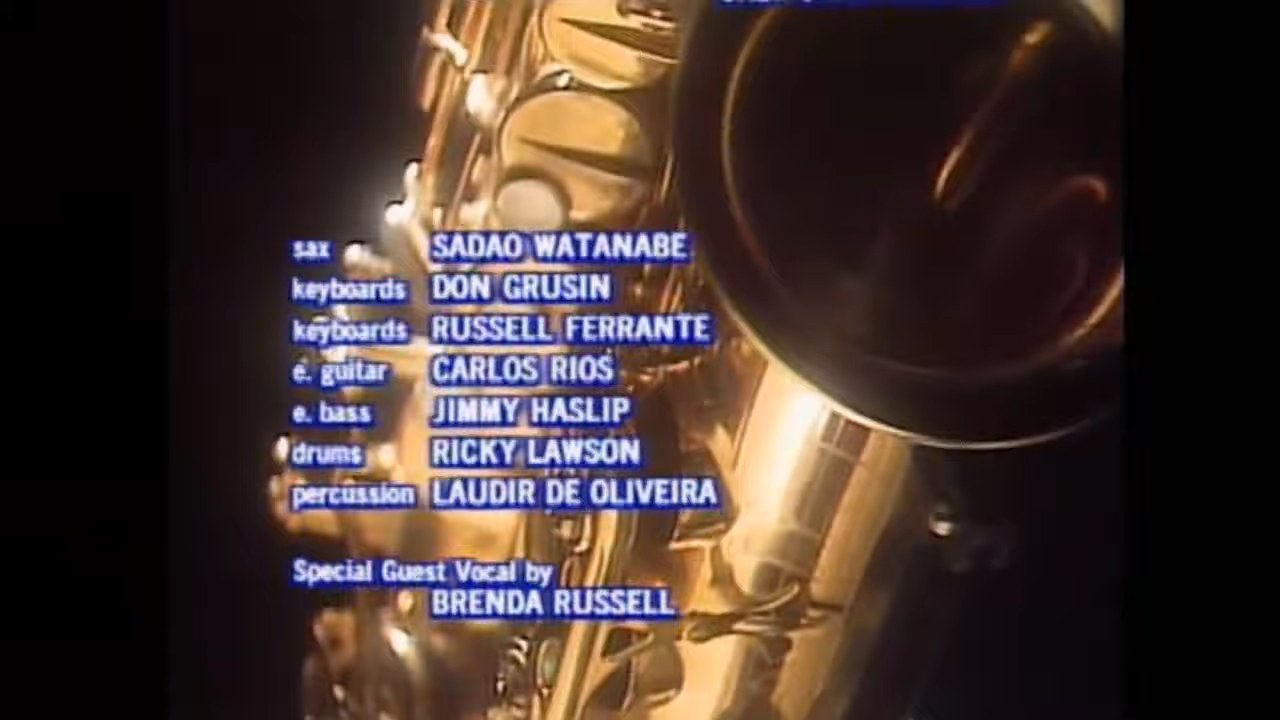 sax SADAO WATANABE
keyboards DON GRUSIN
keyboards RUSSELL FERRANTE
e. guitar CARLOS RIOS
e. bass JIMMY HASLIP
drums RICKY LAWSON
percussion LAUDIR DE OLIVEIRA
Special Guest Vocal by
BRENDA RUSSELL